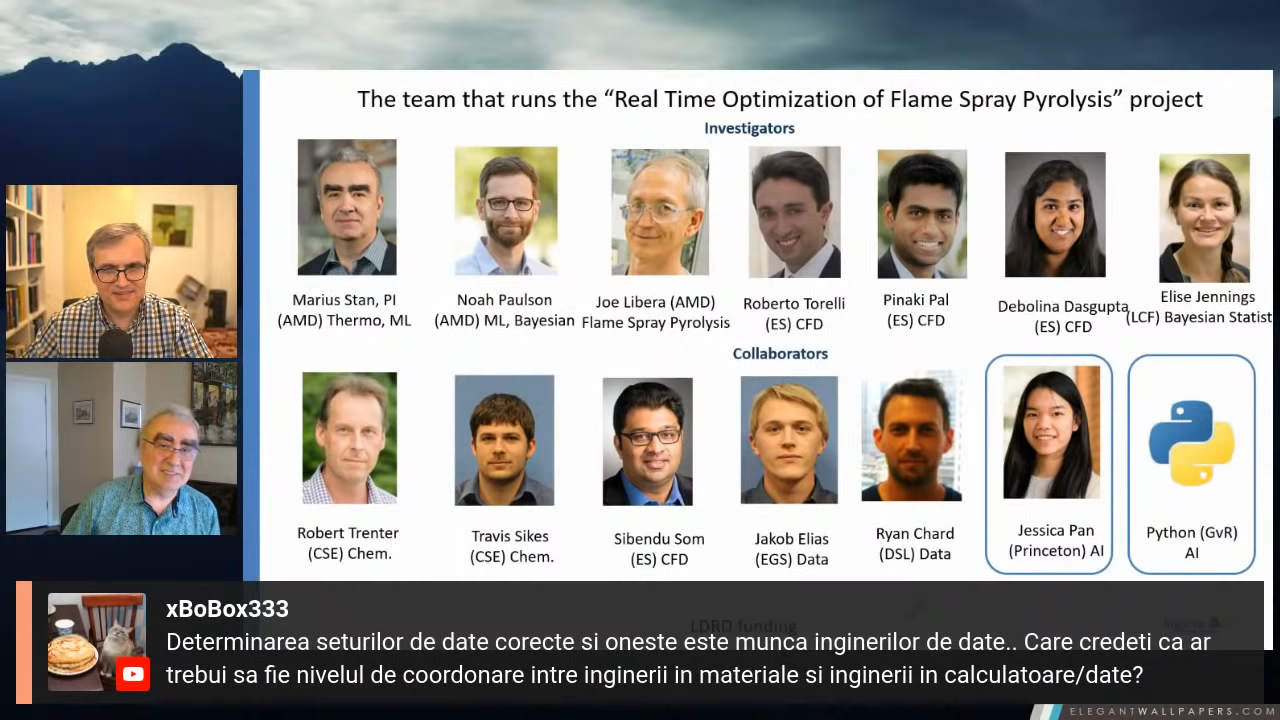 The team that runs the “Real Time Optimization of Flame Spray Pyrolysis” project
Investigators
Marius Stan, PI
(AMD) Thermo, ML
Noah Paulson
(AMD) ML, Bayesian
Joe Libera (AMD)
Flame Spray Pyrolysis
Roberto Torelli
(ES) CFD
Pinaki Pal
(ES) CFD
Debolina Dasgupta
(ES) CFD
Elise Jennings
(LCF) Bayesian Statist
Collaborators
Robert Trenter
(CSE) Chem.
Travis Sikes
(CSE) Chem.
Sibendu Som
(ES) CFD
Jakob Elias
(EGS) Data
Ryan Chard
(DSL) Data
Jessica Pan
(Princeton) AI
Python (GvR)
AI
LDRD funding
xBoBox333
Determinarea seturilor de date corecte si oneste este munca inginerilor de date.. Care credeti ca ar
trebui sa fie nivelul de coordonare intre inginerii in materiale si inginerii in calculatoare/date?
ELEGANTWALLPAPERS.COM